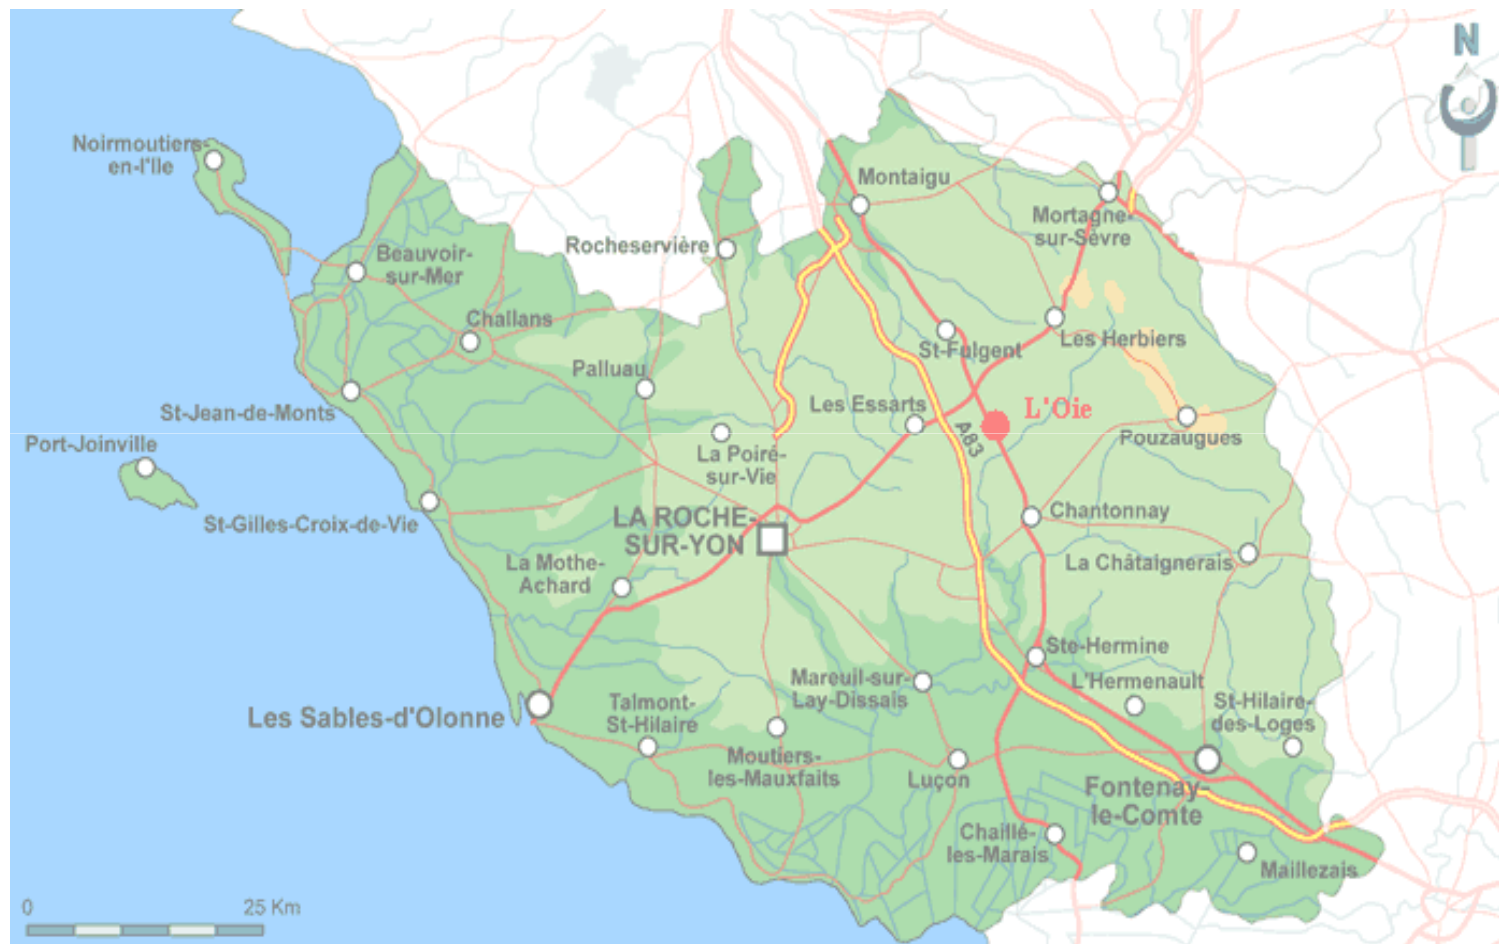 N
Noirmoutiers-
en-l'Ile
Montaigu
Mortagne-
sur-Sèvre
Rocheservière
Beauvoir-
sur-Mer
Challans
St-Fulgent
Les Herbiers
Palluau
St-Jean-de-Monts
Les Essarts
L'Oie
A83
Pouzaugues
Port-Joinville
La Poiré-
sur-Vie
St-Gilles-Croix-de-Vie
LA ROCHE-
SUR-YON
Chantonnay
La Mothe-
Achard
La Châtaignerais
Ste-Hermine
L'Hermenault
Mareuil-sur-
Lay-Dissais
St-Hilaire-
des-Loges
Les Sables-d'Olonne
Talmont-
St-Hilaire
Moutiers-
les-Mauxfaits
Luçon
Fontenay-
le-Comte
Chaillé-
les-Marais
Maillezais
0 25 Km